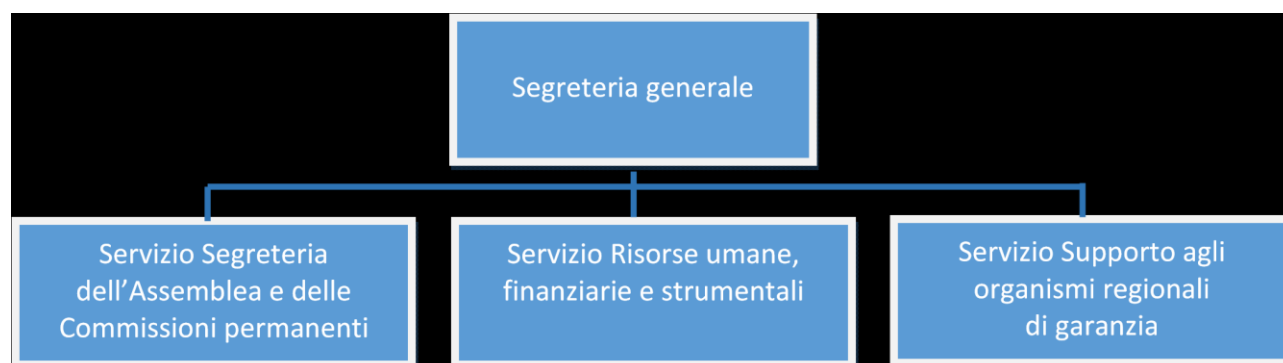 Segreteria generale
Servizio Segreteria
dell’Assemblea e delle
Commissioni permanenti
Servizio Risorse umane,
finanziarie e strumentali
Servizio Supporto agli
organismi regionali
di garanzia